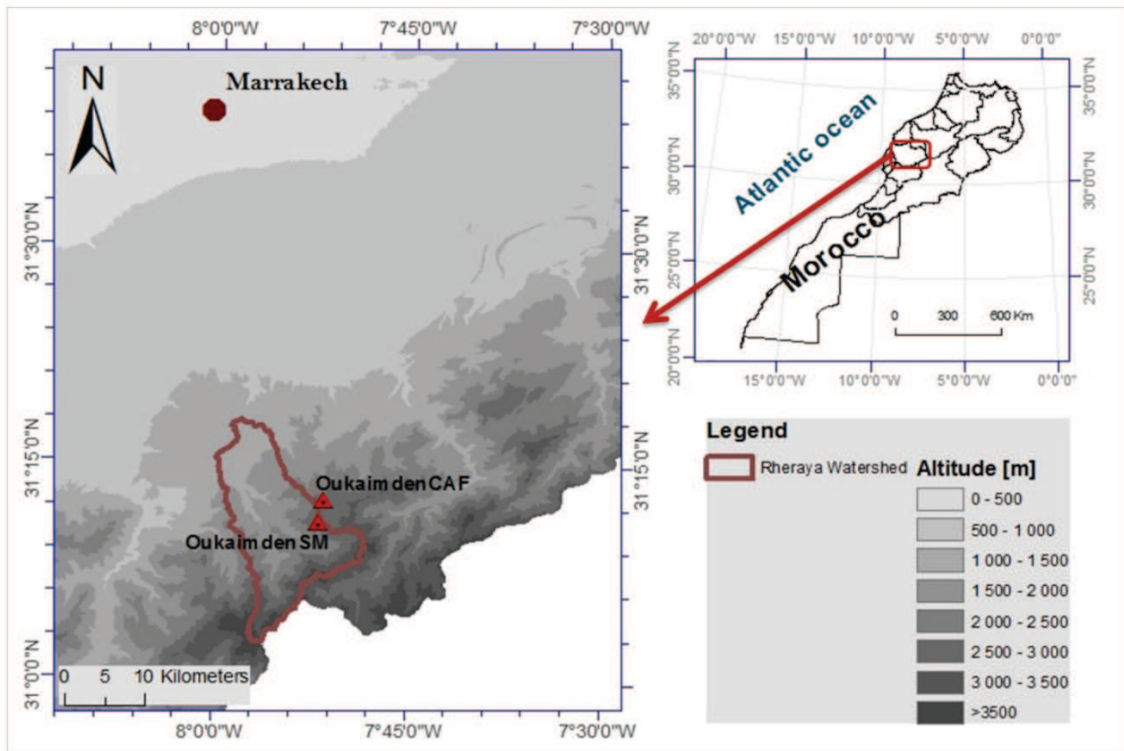 8°0'0"W 7°45'0"W 7°30'0"W
N
Marrakech
31°30'0"N
31°30'0"N
31°15'0"N
31°15'0"N
31°0'0"N
Oukaim den CAF
Oukaim den SM
0 5 10 Kilometers
8°0'0"W 7°45'0"W 7°30'0"W
20°0'0"W 15°0'0"W 10°0'0"W 5°0'0"W 0°0'0"
35°0'0"N
35°0'0"N
30°0'0"N
30°0'0"N
25°0'0"N
25°0'0"N
20°0'0"N
Atlantic ocean
Morocco
0 300 600 Km
15°0'0"W 10°0'0"W 5°0'0"W 0°0'0"
Legend
Rheraya Watershed
Altitude [m]
0 - 500
500 - 1 000
1 000 - 1 500
1 500 - 2 000
2 000 - 2 500
2 500 - 3 000
3 000 - 3 500
>3500